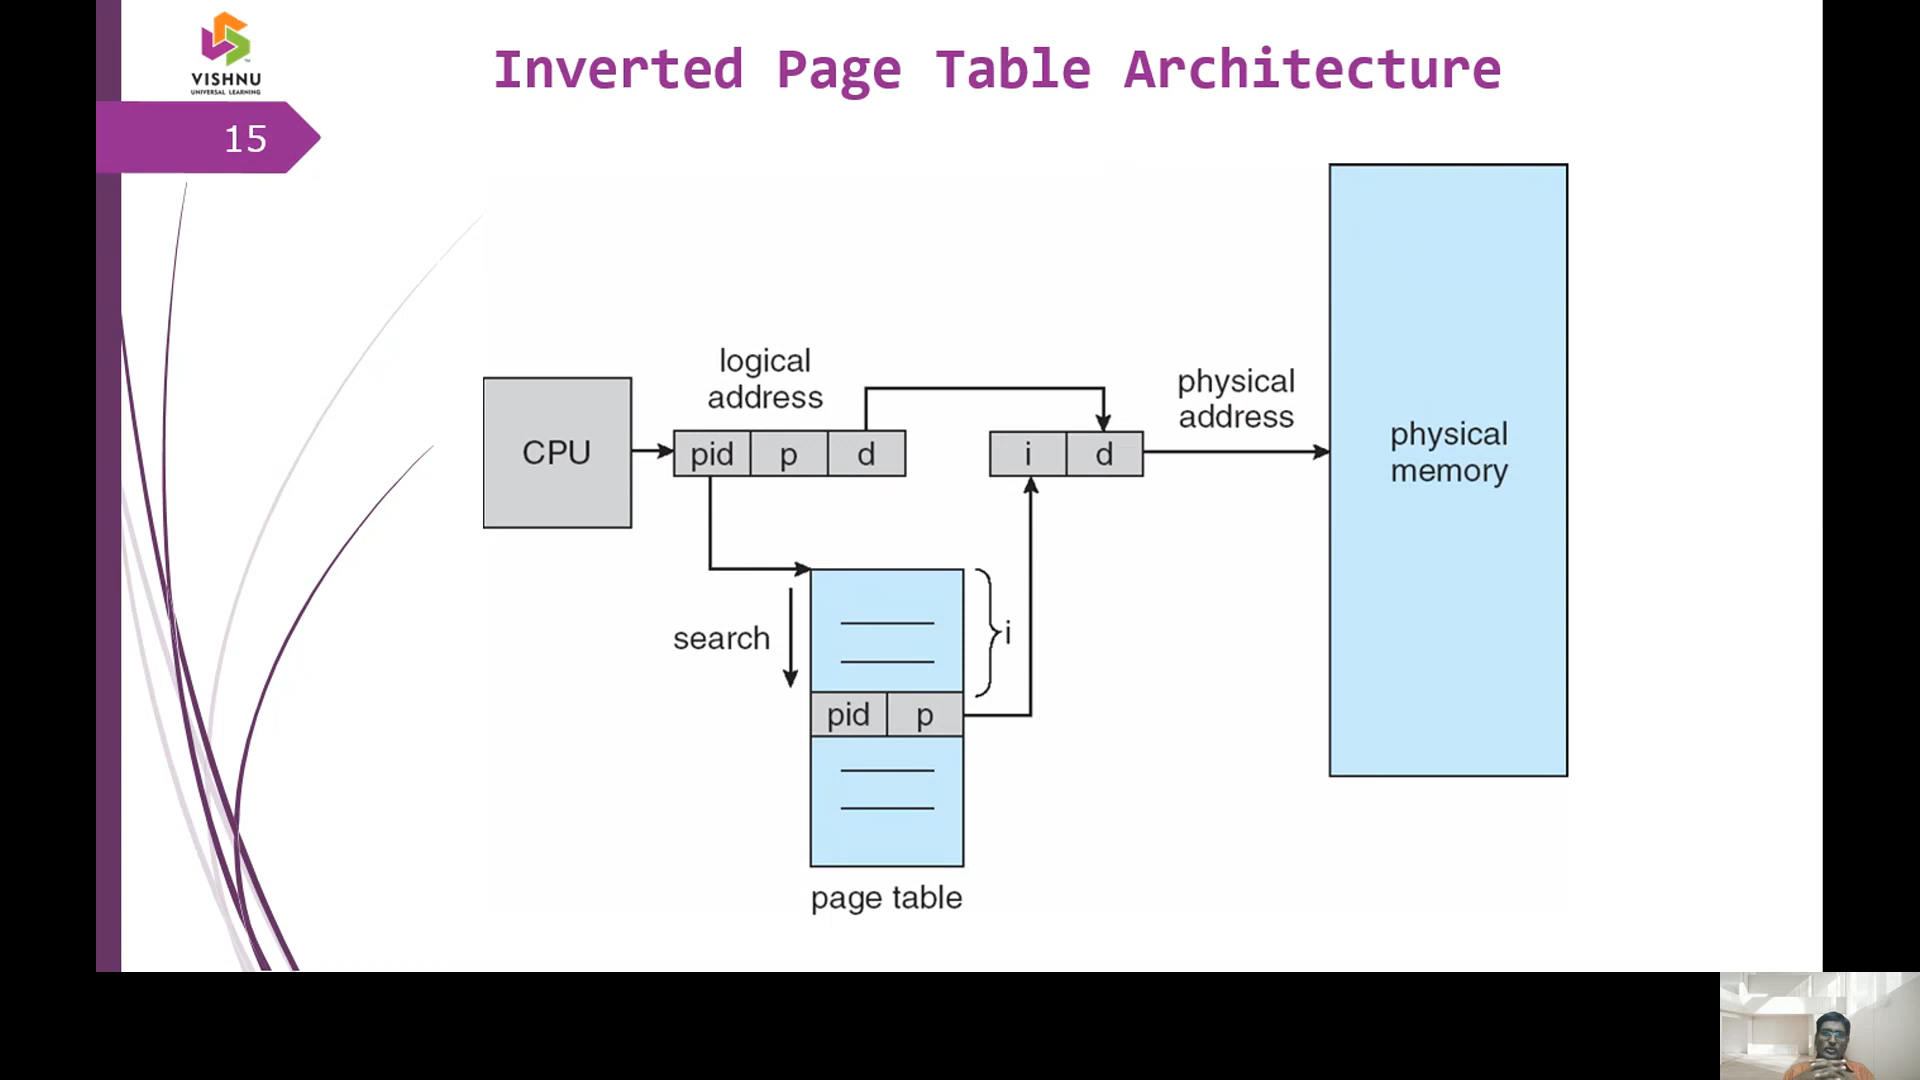 VISHNU
UNIVERSAL LEARNING
Inverted Page Table Architecture
15
logical
address
physical
address
CPU
pid p d
i d
physical
memory
search
i
pid p
page table